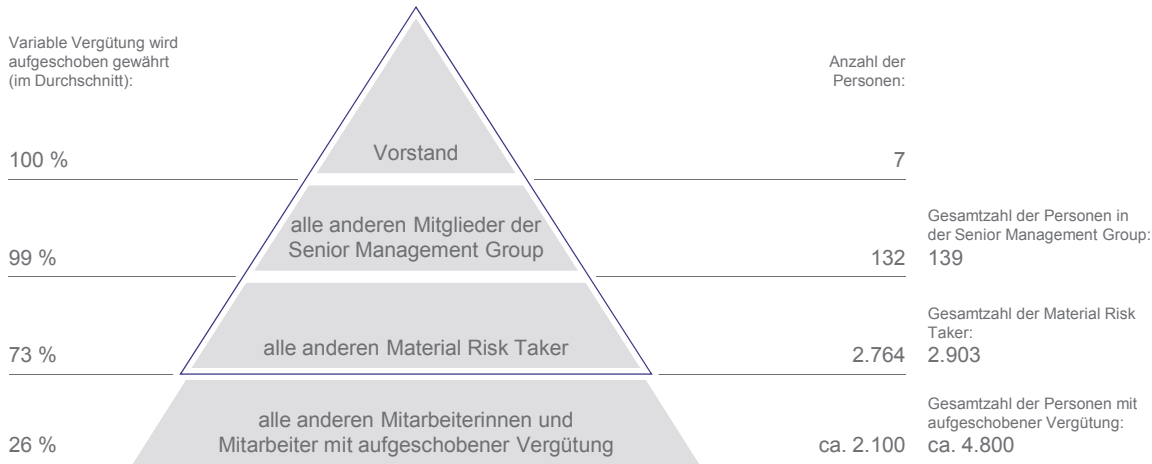 Variable Vergütung wird
aufgeschoben gewährt
(im Durchschnitt):
Anzahl der
Personen:
100 %
Vorstand
7
99 %
alle anderen Mitglieder der
Senior Management Group
132
Gesamtzahl der Personen in
der Senior Management Group:
139
73 %
alle anderen Material Risk Taker
2.764
Gesamtzahl der Material Risk
Taker:
2.903
26 %
alle anderen Mitarbeiterinnen und
Mitarbeiter mit aufgeschobener Vergütung
ca. 2.100
Gesamtzahl der Personen mit
aufgeschobener Vergütung:
ca. 4.800